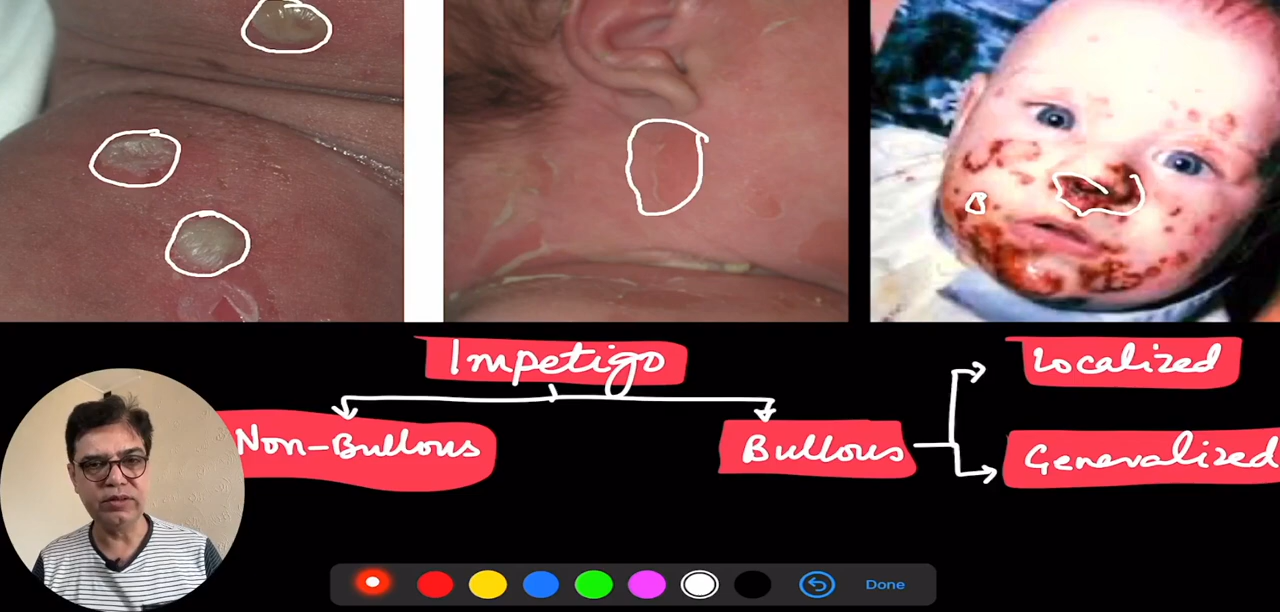 Impetigo
Localized
Non-Bullous
Bullous
Generalized
Done